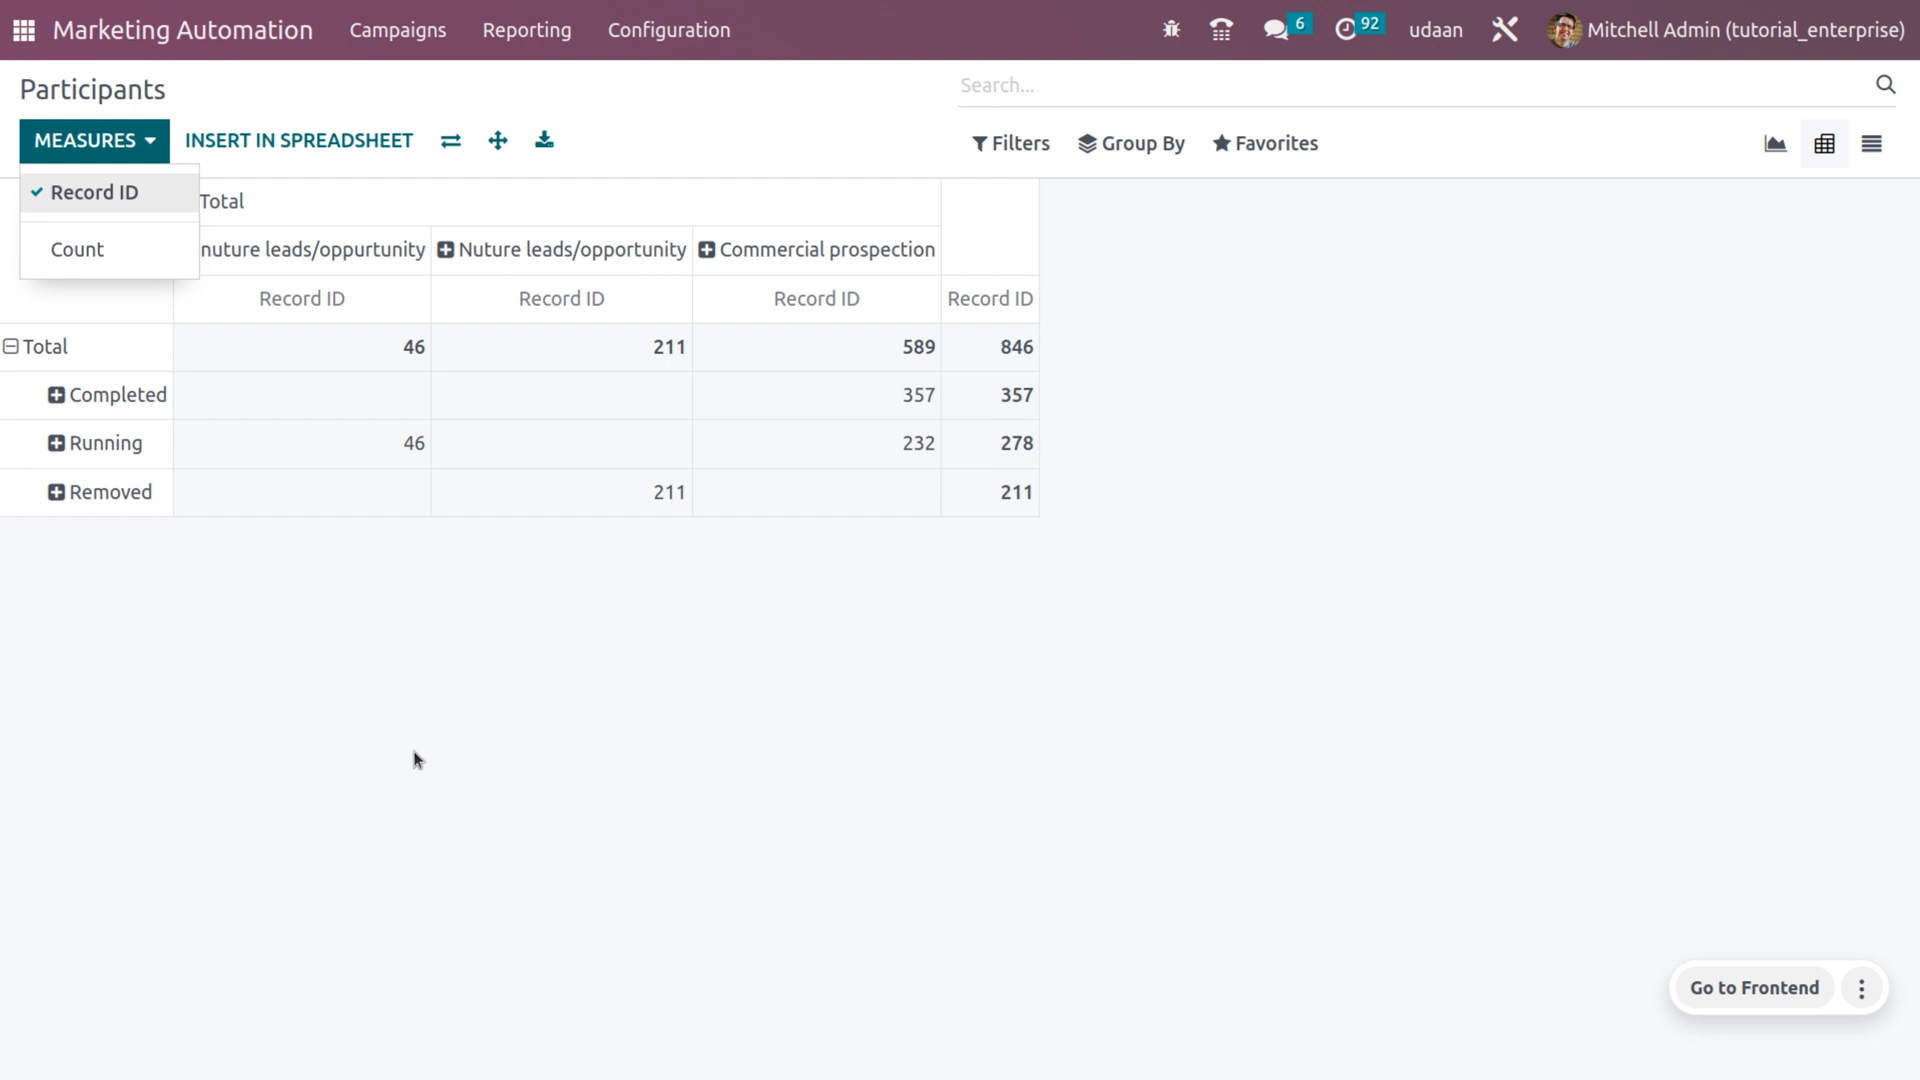 Marketing Automation Campaigns Reporting Configuration 6 92 udaan Mitchell Admin (tutorial_enterprise)
Participants
Search...
MEASURES INSERT IN SPREADSHEET Filters Group By Favorites
Record ID
Count
Total
nuture leads/oppurtunity Nuture leads/opportunity Commercial prospection
Record ID Record ID Record ID Record ID
Total 46 211 589 846
Completed 357 357
Running 46 232 278
Removed 211 211
Go to Frontend